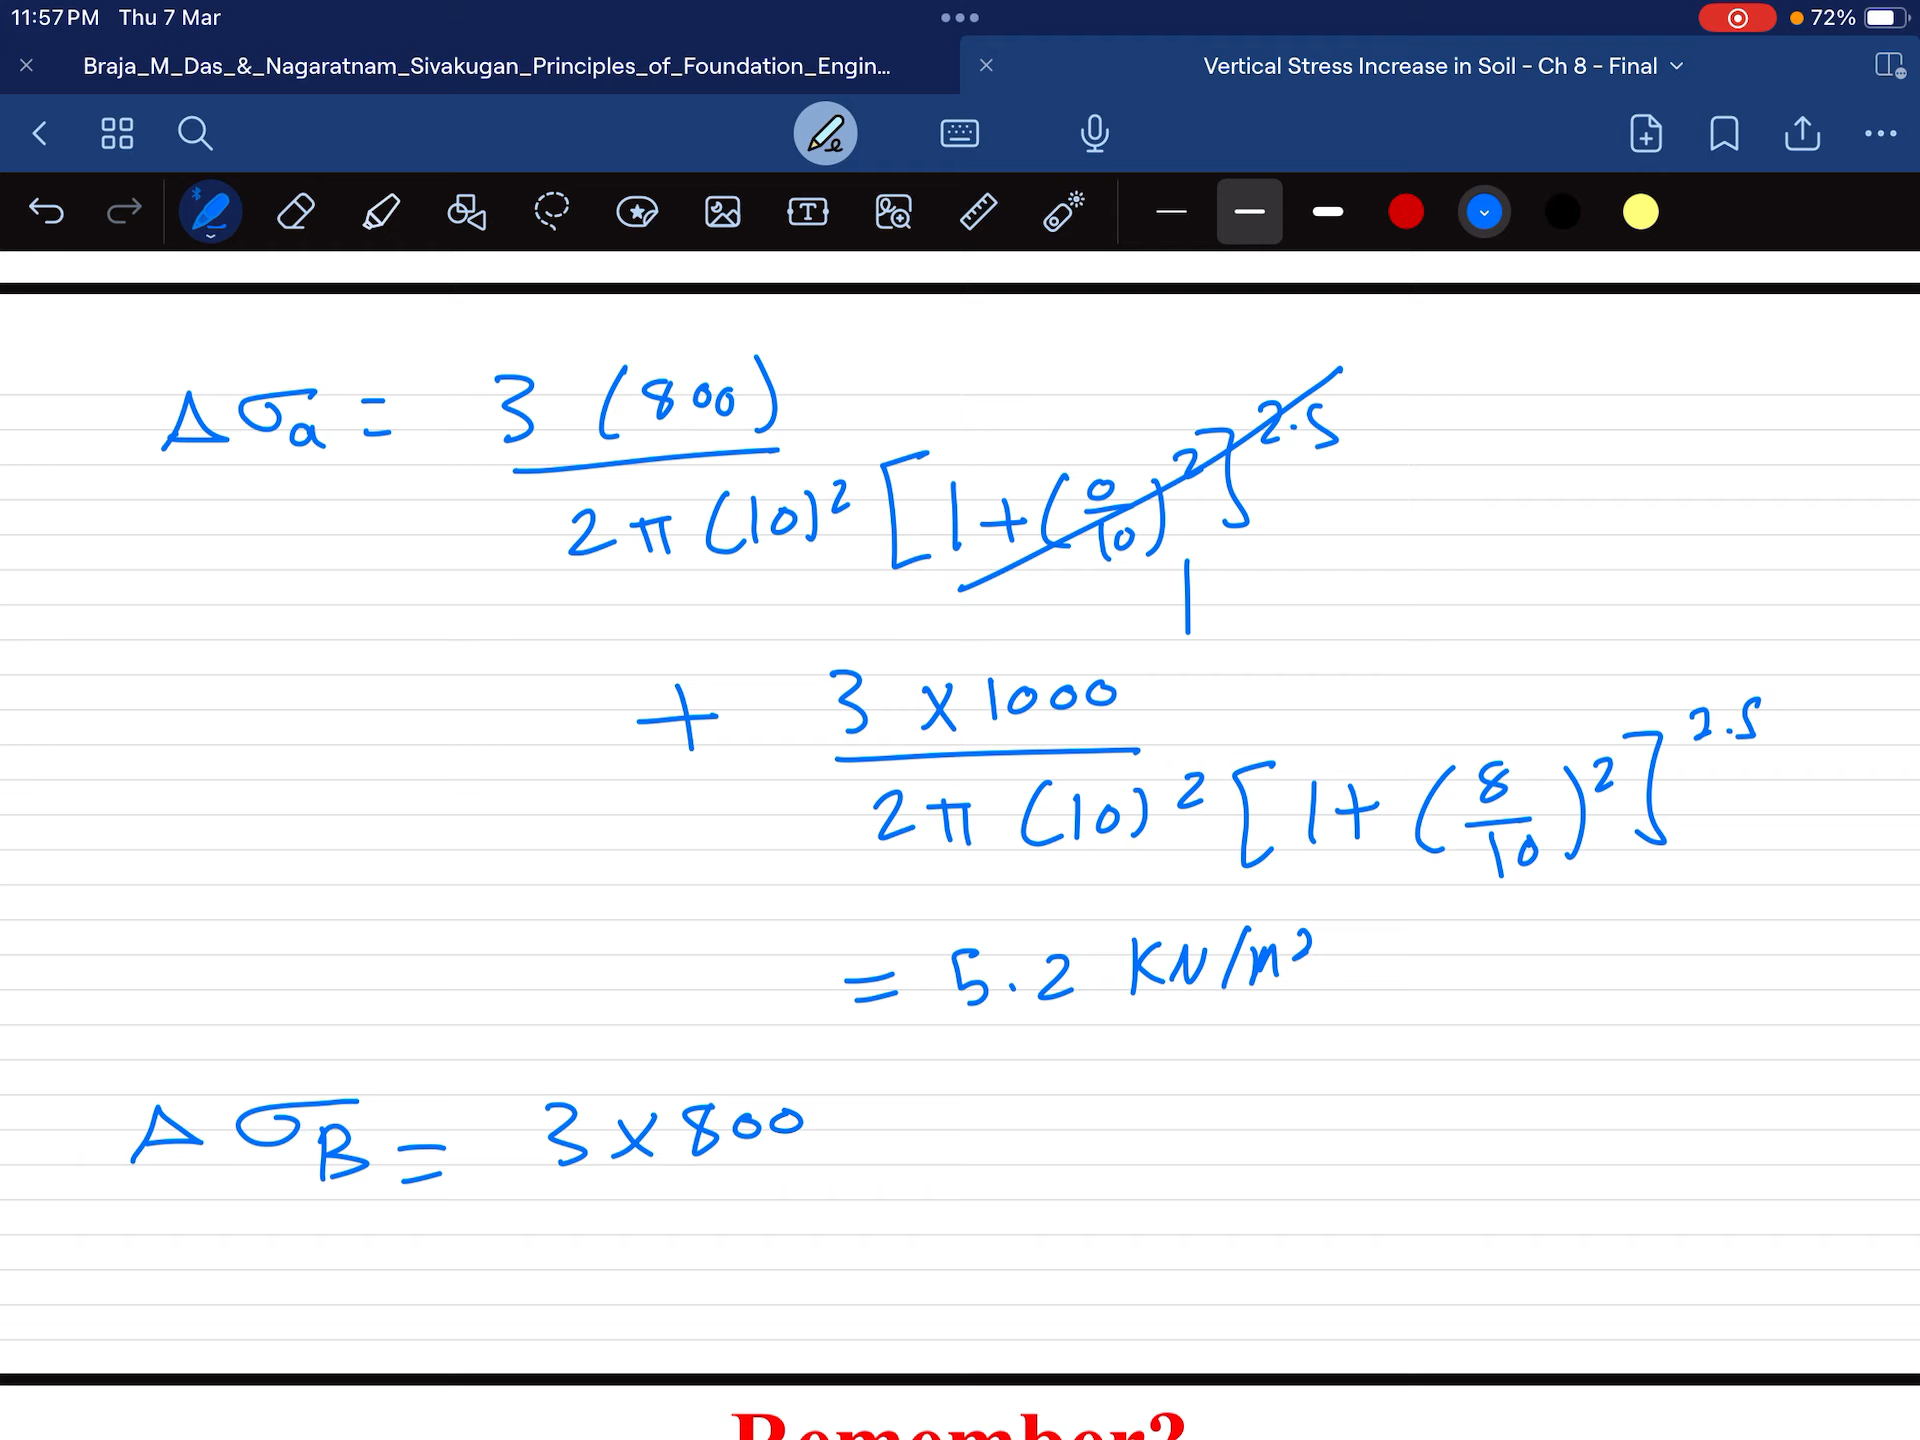 11:57 PM Thu 7 Mar 72%
Braja_M_Das_&_Nagaratnam_Sivakugan_Principles_of_Foundation_Engin... Vertical Stress Increase in Soil - Ch 8 - Final
Δσa = 3 (800) / 2π (10)² [1 + (0/10)²]^2.5
1
+ 3 × 1000 / 2π (10)² [1 + (8/10)²]^2.5
= 5.2 KN/m²
ΔσB = 3 × 800
Remember?